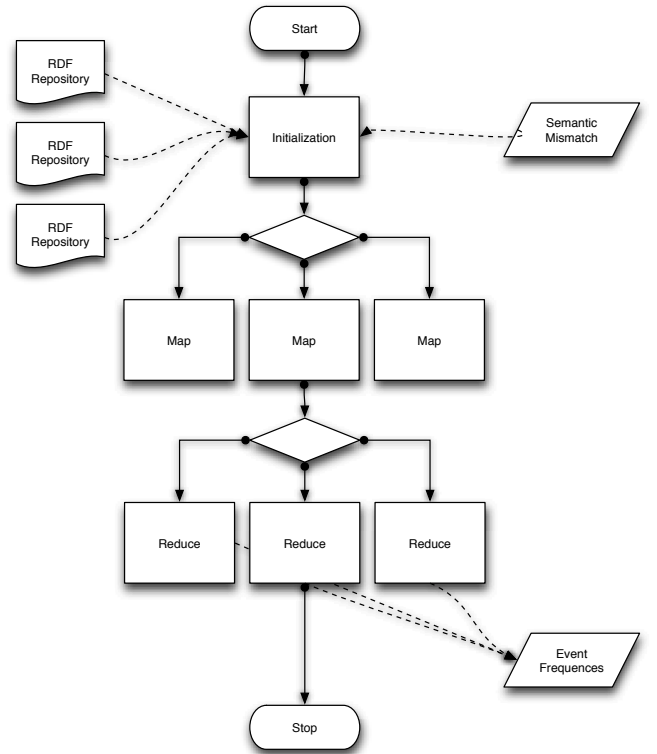 Start
RDF
Repository
Initialization
Semantic
Mismatch
RDF
Repository
RDF
Repository
Map
Map
Map
Reduce
Reduce
Reduce
Event
Frequences
Stop